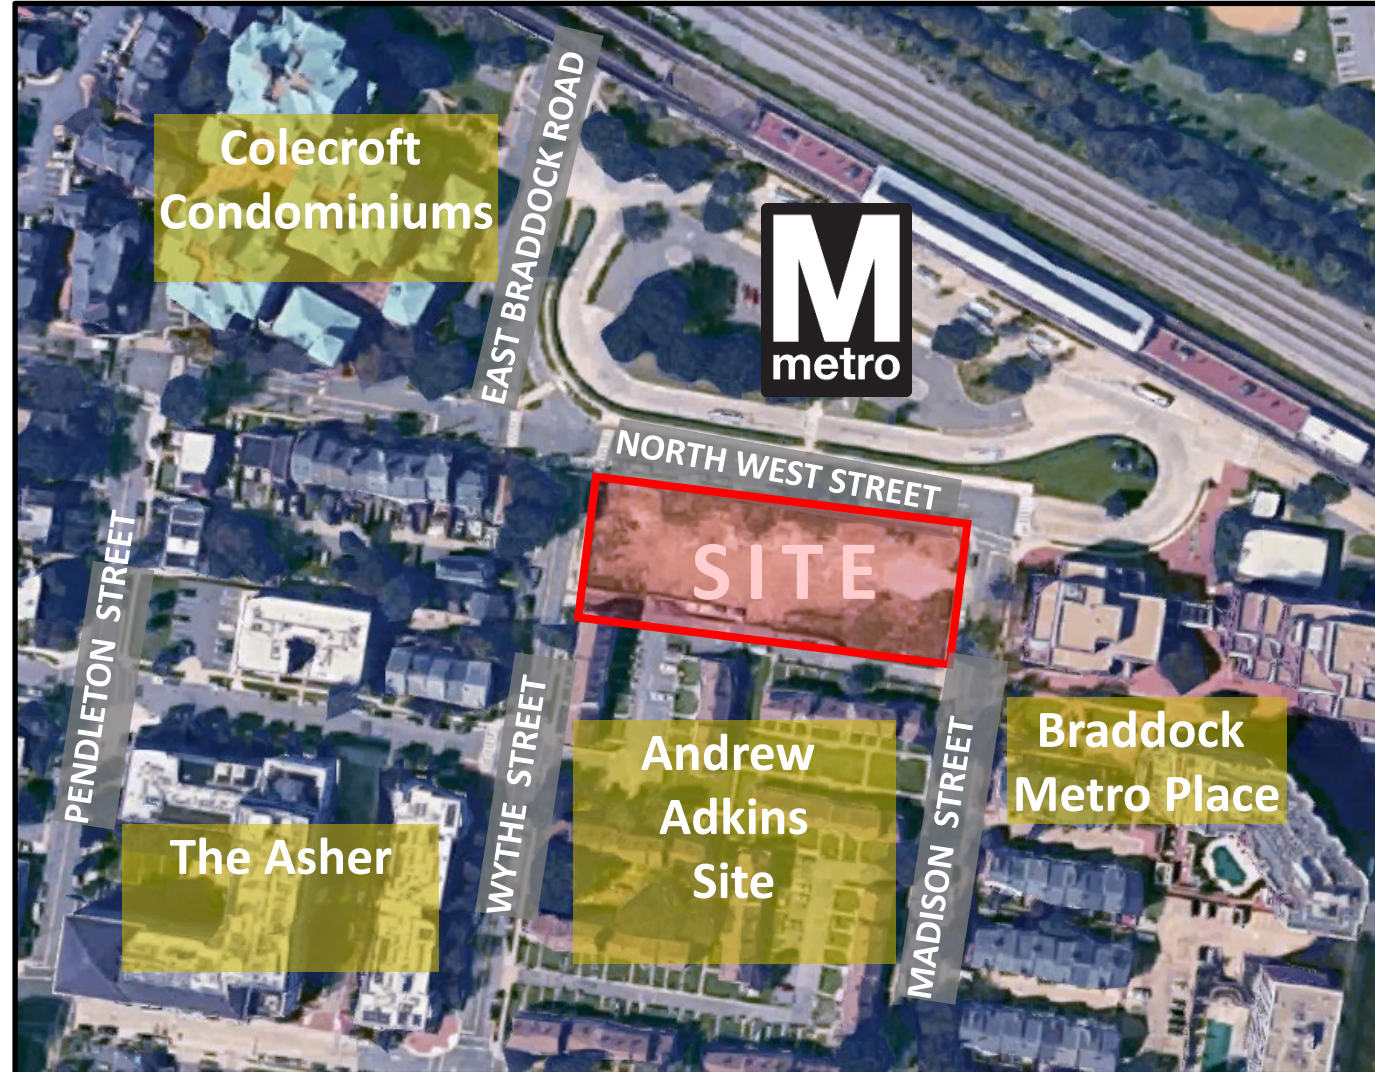 Colecroft
Condominiums
EAST BRADDOCK ROAD
M
metro
NORTH WEST STREET
SITE
PENDLETON STREET
WYTHE STREET
MADISON STREET
The Asher
Andrew
Adkins
Site
Braddock
Metro Place